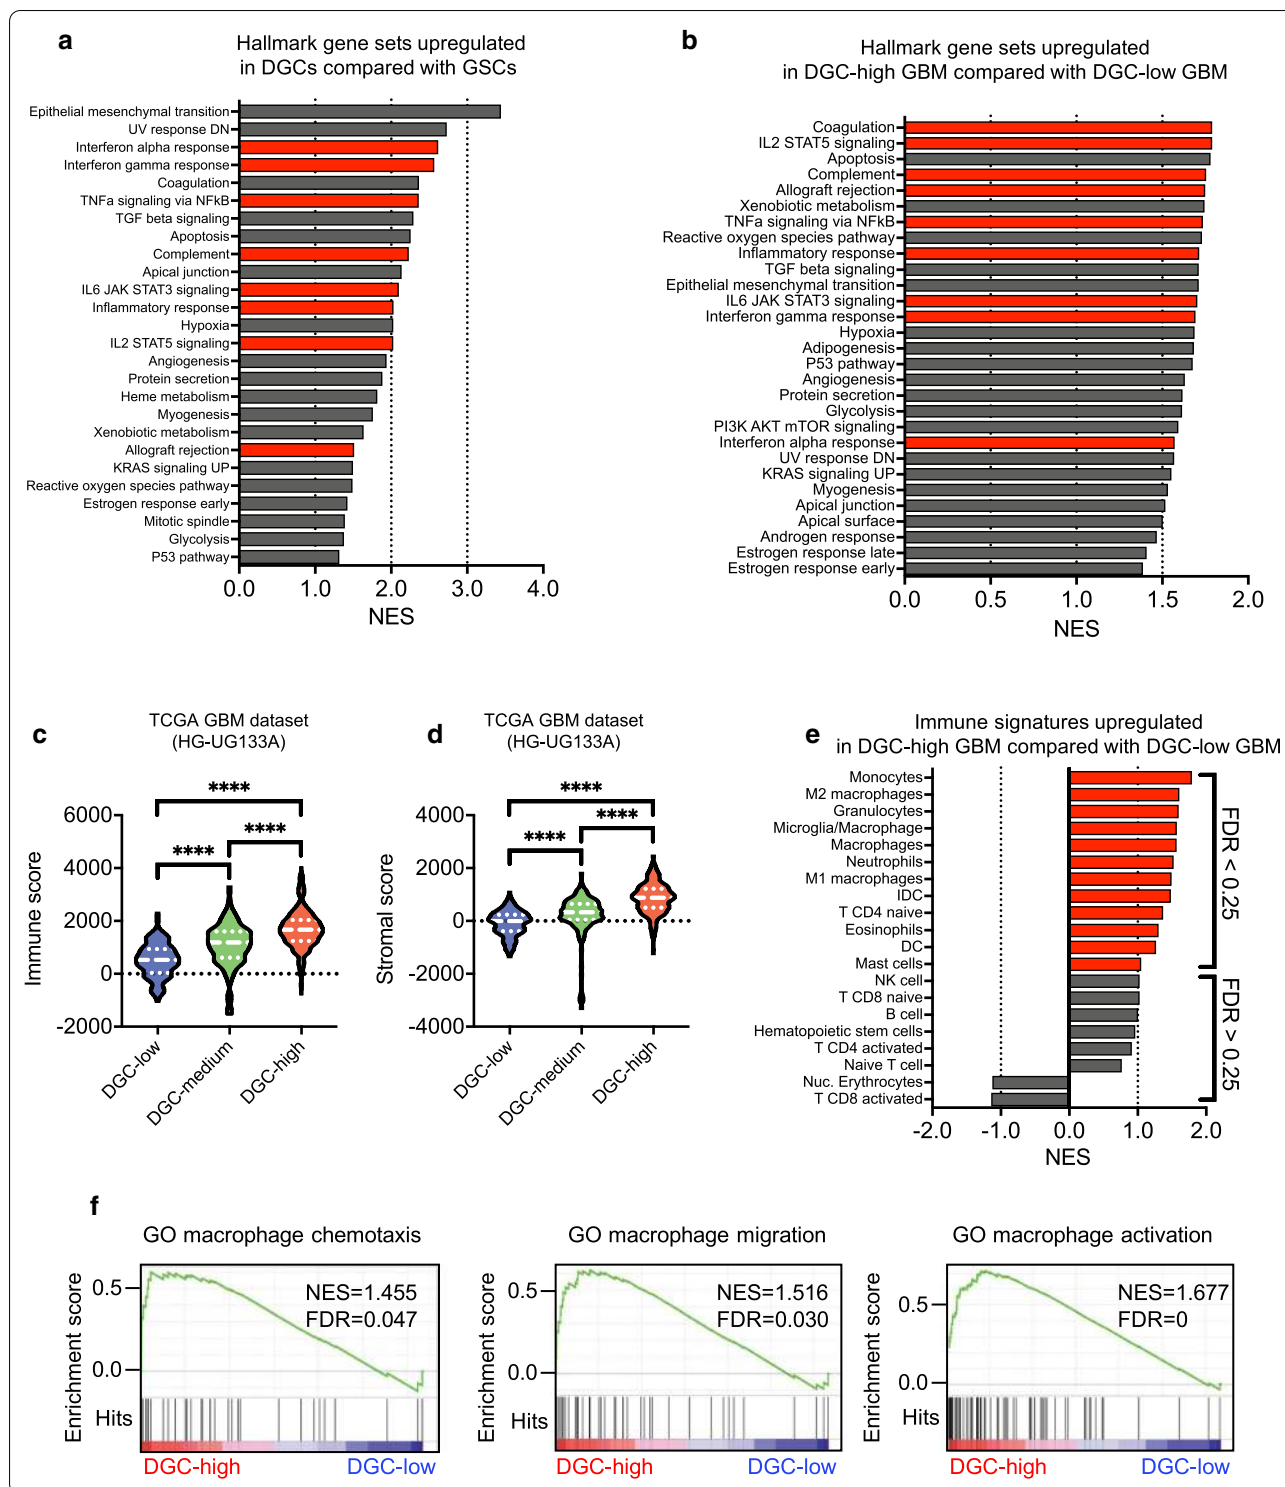 a
Hallmark gene sets upregulated
in DGCs compared with GSCs
Epithelial mesenchymal transition
UV response DN
Interferon alpha response
Interferon gamma response
Coagulation
TNFa signaling via NFkB
TGF beta signaling
Apoptosis
Complement
Apical junction
IL6 JAK STAT3 signaling
Inflammatory response
Hypoxia
IL2 STAT5 signaling
Angiogenesis
Protein secretion
Heme metabolism
Myogenesis
Xenobiotic metabolism
Allograft rejection
KRAS signaling UP
Reactive oxygen species pathway
Estrogen response early
Mitotic spindle
Glycolysis
P53 pathway
0.0 1.0 2.0 3.0 4.0
NES
b
Hallmark gene sets upregulated
in DGC-high GBM compared with DGC-low GBM
Coagulation
IL2 STAT5 signaling
Apoptosis
Complement
Allograft rejection
Xenobiotic metabolism
TNFa signaling via NFkB
Reactive oxygen species pathway
Inflammatory response
TGF beta signaling
Epithelial mesenchymal transition
IL6 JAK STAT3 signaling
Interferon gamma response
Hypoxia
Adipogenesis
P53 pathway
Angiogenesis
Protein secretion
Glycolysis
PI3K AKT mTOR signaling
Interferon alpha response
UV response DN
KRAS signaling UP
Myogenesis
Apical junction
Apical surface
Androgen response
Estrogen response late
Estrogen response early
0.0 0.5 1.0 1.5 2.0
NES
c
TCGA GBM dataset
(HG-UG133A)
****
****
****
6000
4000
2000
0
-2000
Immune score
DGC-low
DGC-medium
DGC-high
d
TCGA GBM dataset
(HG-UG133A)
****
****
****
4000
2000
0
-2000
-4000
Stromal score
DGC-low
DGC-medium
DGC-high
e
Immune signatures upregulated
in DGC-high GBM compared with DGC-low GBM
Monocytes
M2 macrophages
Granulocytes
Microglia/Macrophage
Macrophages
Neutrophils
M1 macrophages
IDC
T CD4 naive
Eosinophils
DC
Mast cells
NK cell
T CD8 naive
B cell
Hematopoietic stem cells
T CD4 activated
Naive T cell
Nuc. Erythrocytes
T CD8 activated
FDR < 0.25
FDR > 0.25
-2.0 -1.0 0.0 1.0 2.0
NES
f
GO macrophage chemotaxis
Enrichment score
0.5
0.0
NES=1.455
FDR=0.047
Hits
DGC-high DGC-low
GO macrophage migration
Enrichment score
0.5
0.0
NES=1.516
FDR=0.030
Hits
DGC-high DGC-low
GO macrophage activation
Enrichment score
0.5
0.0
NES=1.677
FDR=0
Hits
DGC-high DGC-low